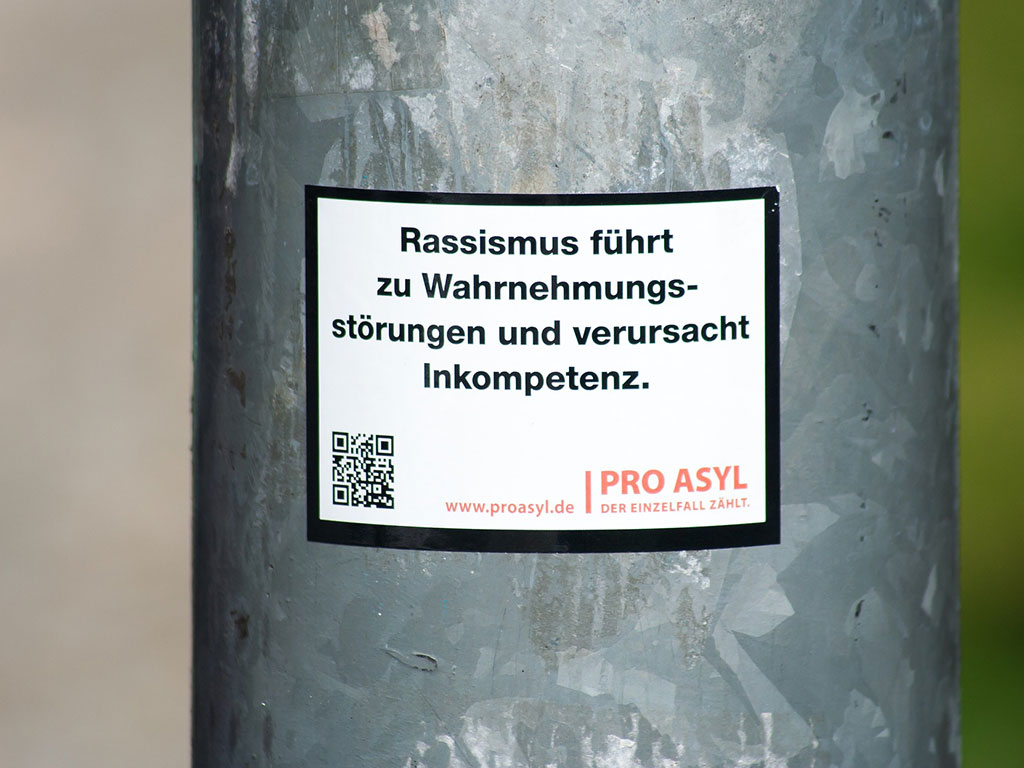 Rassismus führt
zu Wahrnehmungs-
störungen und verursacht
Inkompetenz.
www.proasyl.de
PRO ASYL
DER EINZELFALL ZÄHLT.